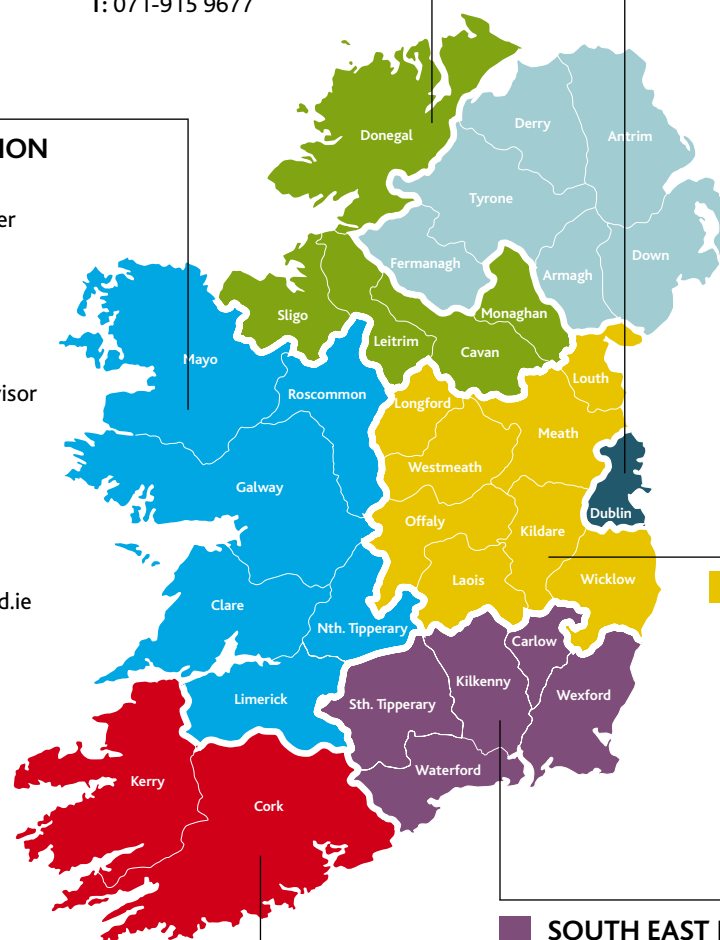 T: 071-915 9677
ION
er
isor
d.ie
Donegal
Derry
Antrim
Tyrone
Fermanagh
Armagh
Down
Sligo
Monaghan
Leitrim
Cavan
Mayo
Roscommon
Longford
Louth
Meath
Westmeath
Galway
Dublin
Offaly
Kildare
Laois
Wicklow
Clare
Nth. Tipperary
Carlow
Kilkenny
Wexford
Limerick
Sth. Tipperary
Waterford
Kerry
Cork
SOUTH EAST